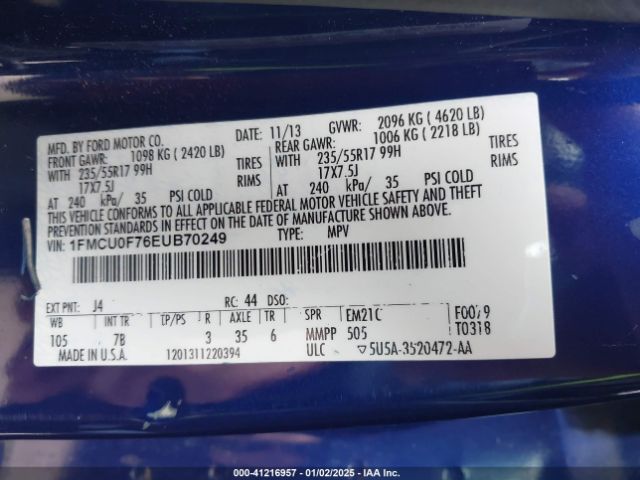 MFD. BY FORD MOTOR CO.
DATE: 11/13
GVWR: 2096 KG ( 4620 LB)
FRONT GAWR: 1098 KG ( 2420 LB)
REAR GAWR: 1006 KG ( 2218 LB)
WITH 235/55R17 99H TIRES
WITH 235/55R17 99H TIRES
17X7.5J RIMS
17X7.5J RIMS
AT 240 kPa/ 35 PSI COLD
AT 240 kPa/ 35 PSI COLD
THIS VEHICLE CONFORMS TO ALL APPLICABLE FEDERAL MOTOR VEHICLE SAFETY AND THEFT
PREVENTION STANDARDS IN EFFECT ON THE DATE OF MANUFACTURE SHOWN ABOVE.
VIN: 1FMCU0F76EUB70249
TYPE: MPV
EXT PNT: J4 RC: 44 DSO:
WB INT TR LP/PS R AXLE TR SPR EM21C F0079
105 7B 3 35 6 MMPP 505 T0318
MADE IN U.S.A. 1201311220394 ULC 5U5A-3520472-AA
000-41216957 | 01/02/2025 | IAA Inc.